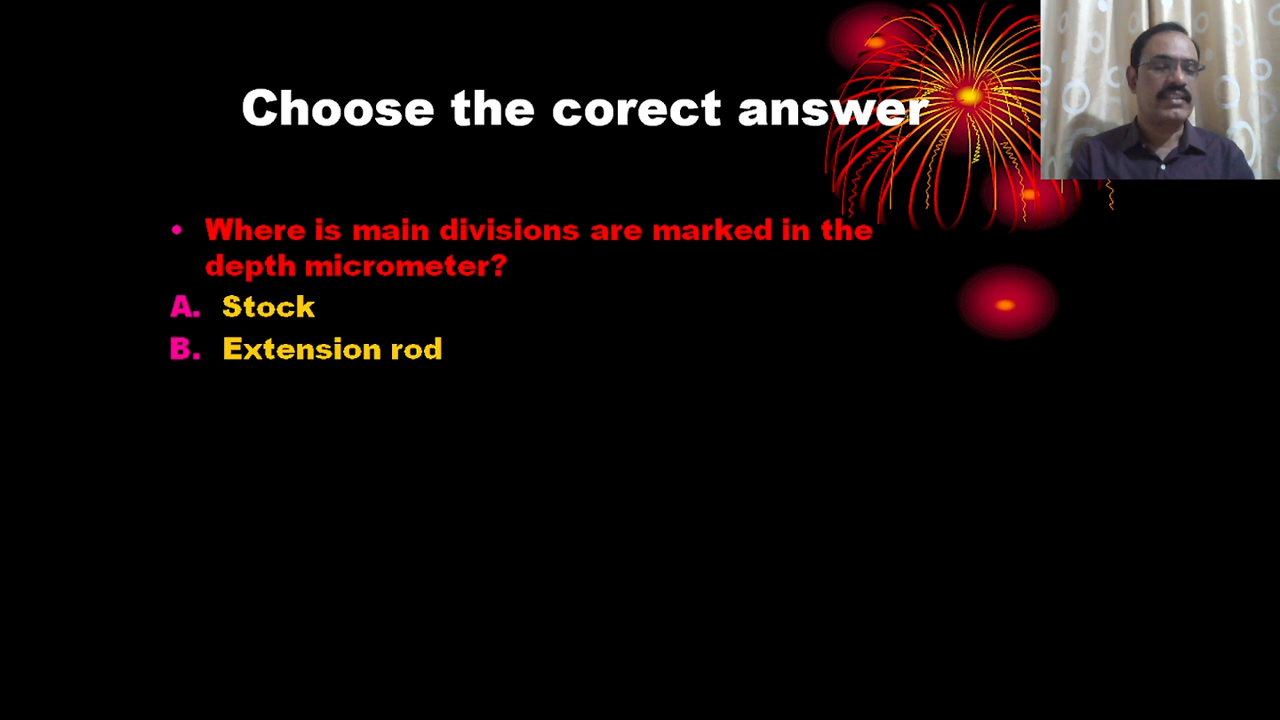 Choose the corect answer
• Where is main divisions are marked in the
depth micrometer?
A. Stock
B. Extension rod